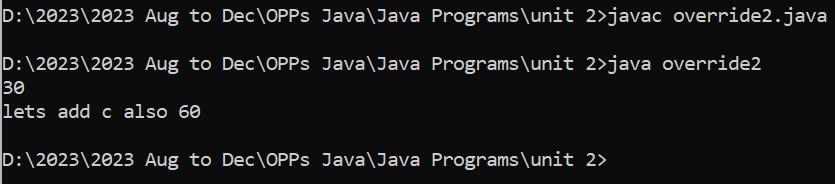 D:\2023\2023 Aug to Dec\OPPs Java\Java Programs\unit 2>javac override2.java
D:\2023\2023 Aug to Dec\OPPs Java\Java Programs\unit 2>java override2
30
lets add c also 60
D:\2023\2023 Aug to Dec\OPPs Java\Java Programs\unit 2>